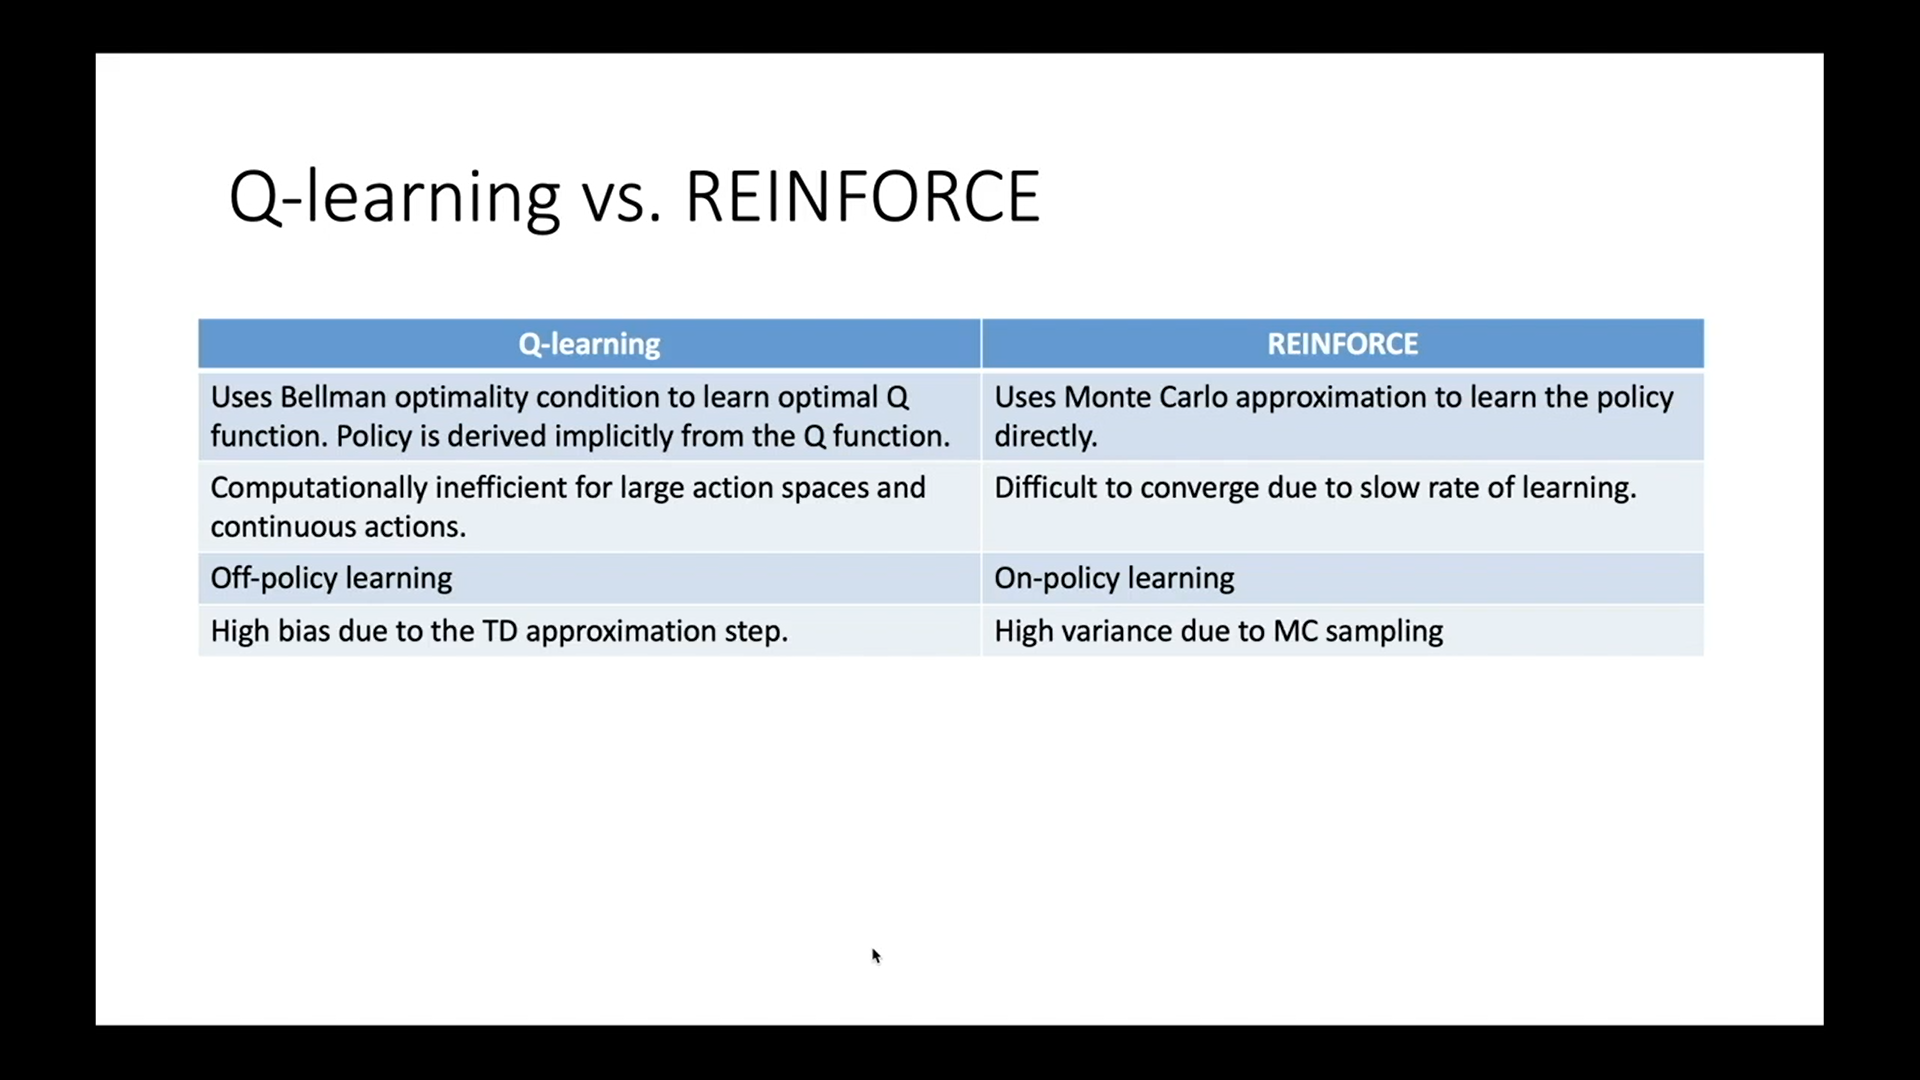 Q-learning vs. REINFORCE
Q-learning
REINFORCE
Uses Bellman optimality condition to learn optimal Q
function. Policy is derived implicitly from the Q function.
Uses Monte Carlo approximation to learn the policy
directly.
Computationally inefficient for large action spaces and
continuous actions.
Difficult to converge due to slow rate of learning.
Off-policy learning
On-policy learning
High bias due to the TD approximation step.
High variance due to MC sampling